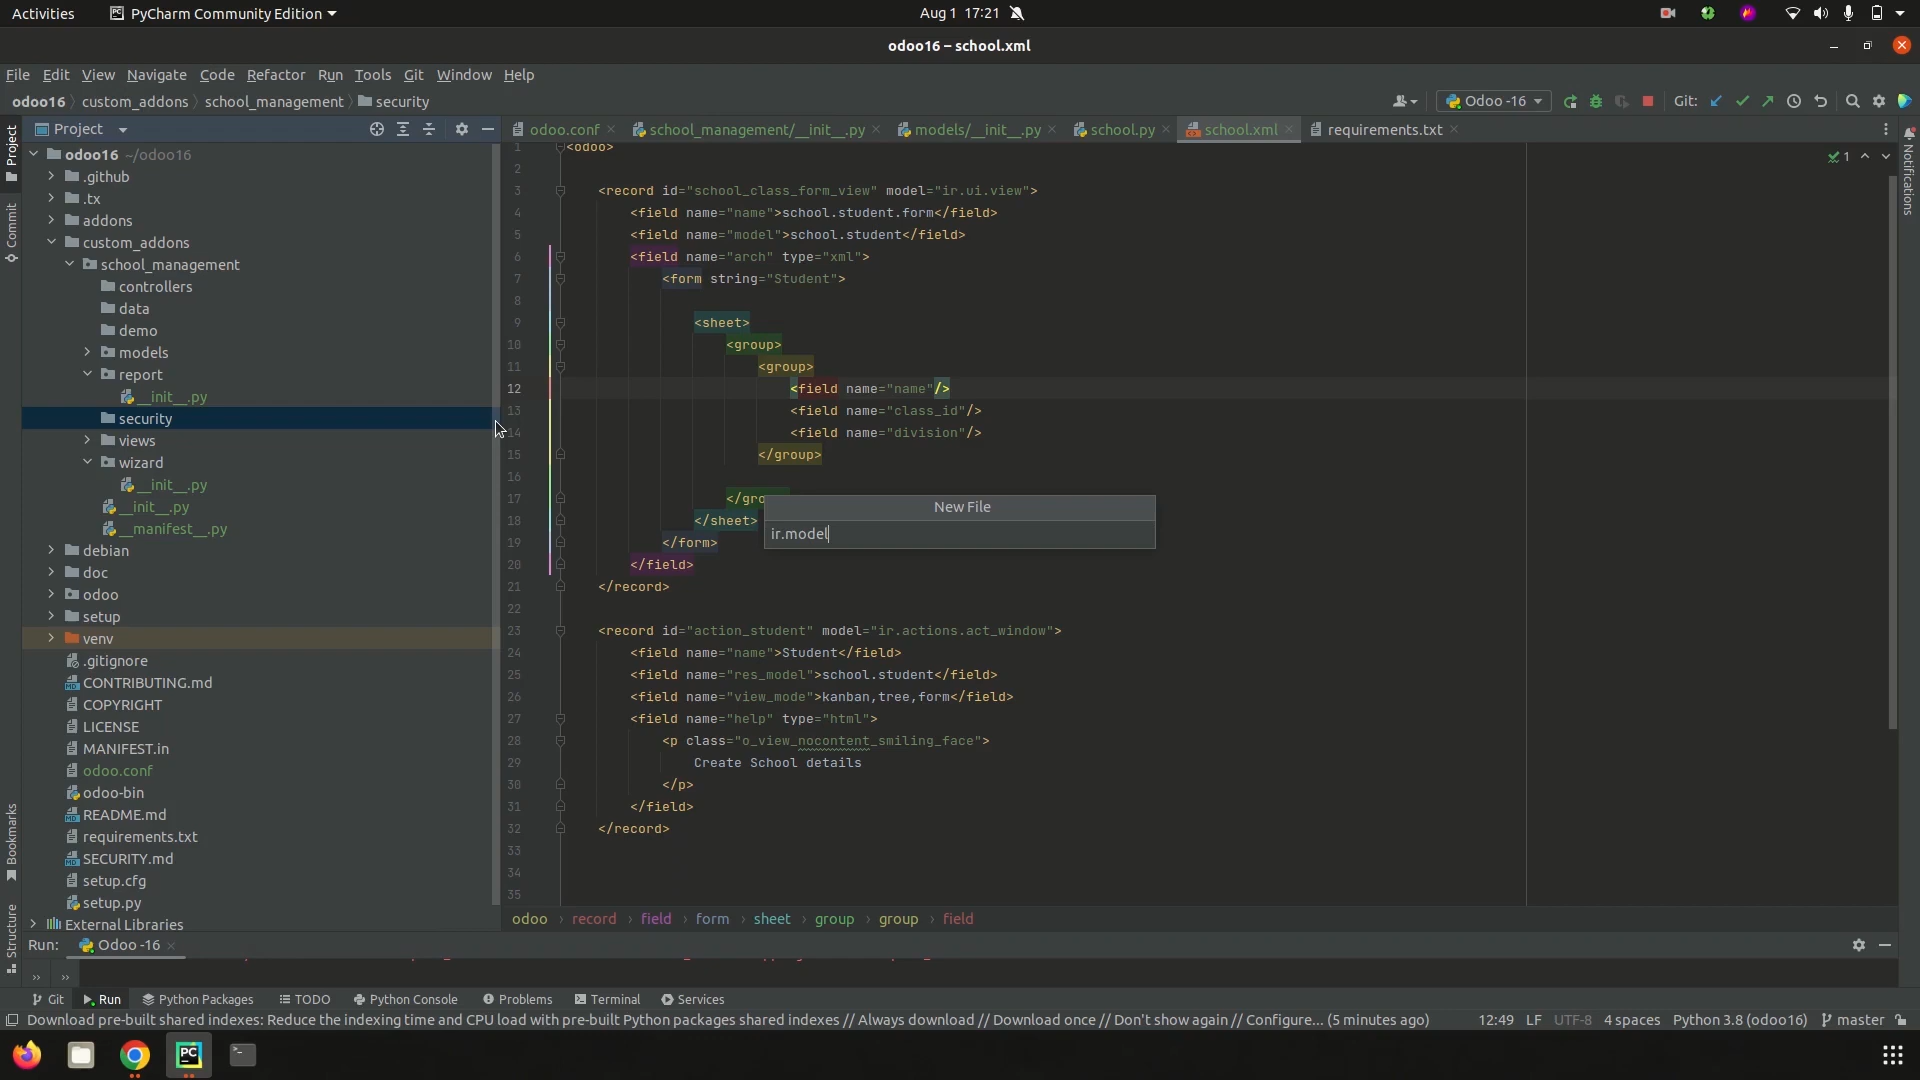 Activities PyCharm Community Edition Aug 1 17:21
odoo16 – school.xml
File Edit View Navigate Code Refactor Run Tools Git Window Help
odoo16 custom_addons school_management security Odoo -16 Git:
Project
odoo.conf school_management/__init__.py models/__init__.py school.py school.xml requirements.txt
Project
Commit
Bookmarks
Structure
Notifications
odoo16 ~/odoo16
.github
.tx
addons
custom_addons
school_management
controllers
data
demo
models
report
__init__.py
security
views
wizard
__init__.py
__init__.py
__manifest__.py
debian
doc
odoo
setup
venv
.gitignore
CONTRIBUTING.md
COPYRIGHT
LICENSE
MANIFEST.in
odoo.conf
odoo-bin
README.md
requirements.txt
SECURITY.md
setup.cfg
setup.py
External Libraries
1 <odoo>
2
3 <record id="school_class_form_view" model="ir.ui.view">
4 <field name="name">school.student.form</field>
5 <field name="model">school.student</field>
6 <field name="arch" type="xml">
7 <form string="Student">
8
9 <sheet>
10 <group>
11 <group>
12 <field name="name"/>
13 <field name="class_id"/>
14 <field name="division"/>
15 </group>
16
17 </gro
18 </sheet>
19 </form>
20 </field>
21 </record>
22
23 <record id="action_student" model="ir.actions.act_window">
24 <field name="name">Student</field>
25 <field name="res_model">school.student</field>
26 <field name="view_mode">kanban,tree,form</field>
27 <field name="help" type="html">
28 <p class="o_view_nocontent_smiling_face">
29 Create School details
30 </p>
31 </field>
32 </record>
33
34
35
1
New File
ir.model
odoo record field form sheet group group field
Run: Odoo -16
Git Run Python Packages TODO Python Console Problems Terminal Services
Download pre-built shared indexes: Reduce the indexing time and CPU load with pre-built Python packages shared indexes // Always download // Download once // Don't show again // Configure... (5 minutes ago) 12:49 LF UTF-8 4 spaces Python 3.8 (odoo16) master